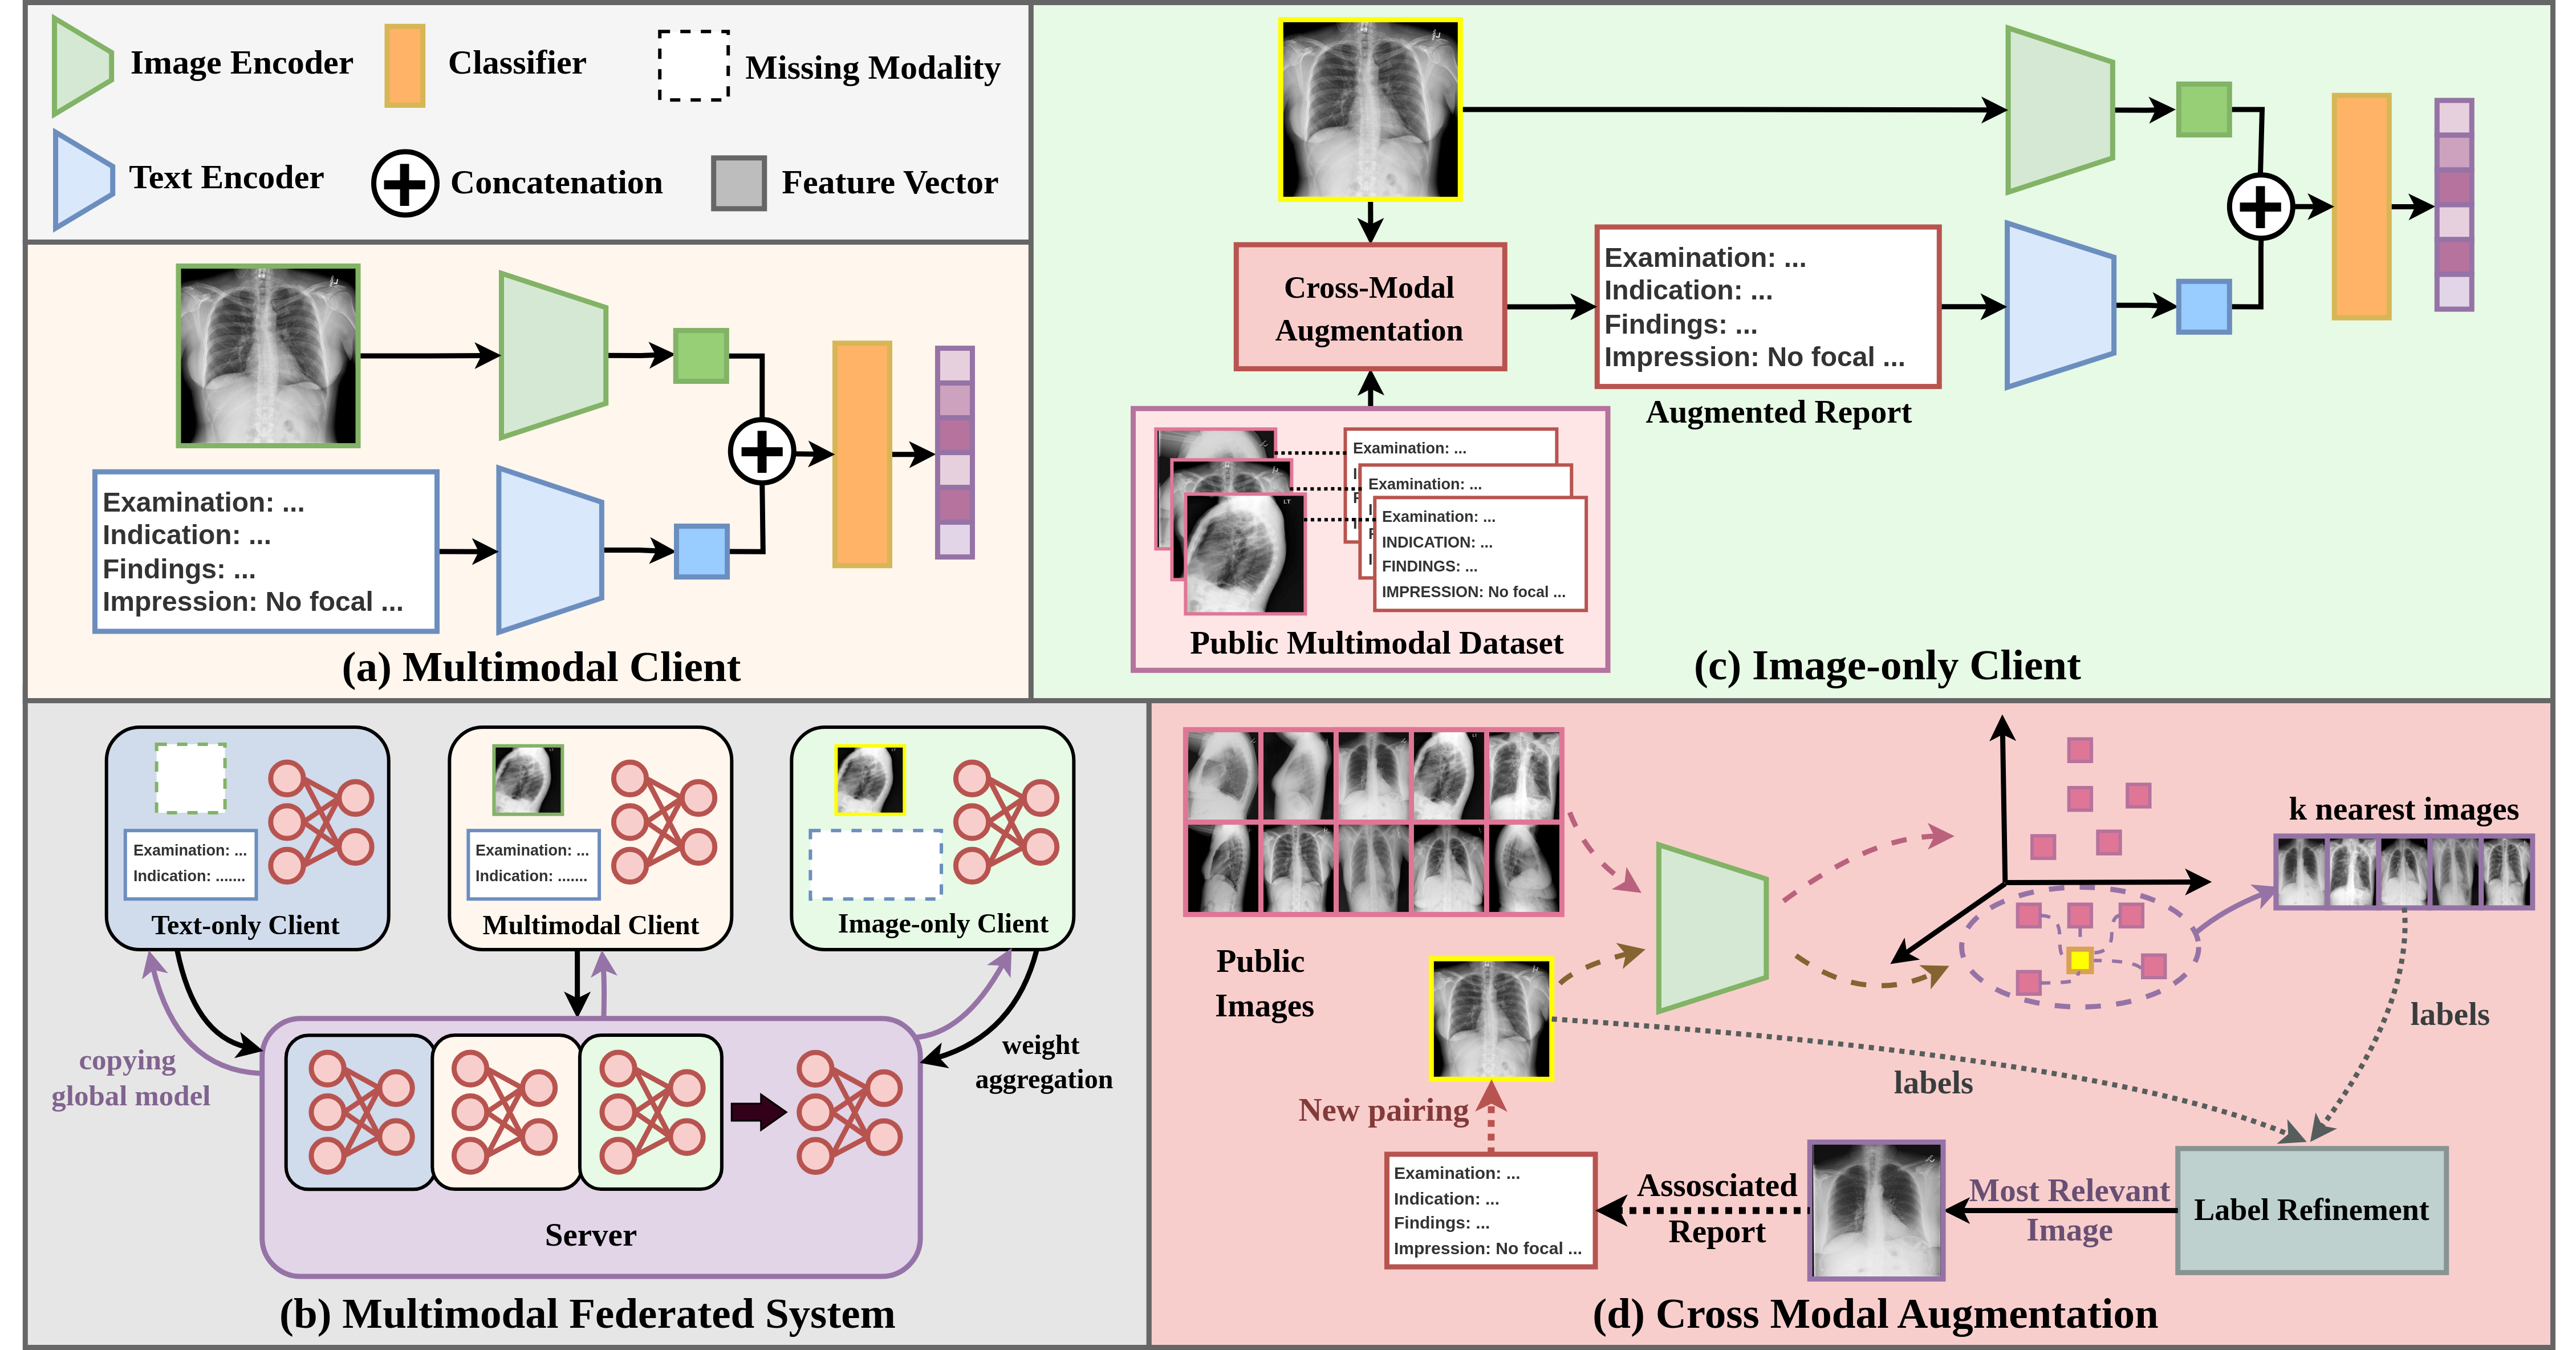 Image Encoder
Classifier
Missing Modality
Text Encoder
Concatenation
Feature Vector
Examination: ...
Indication: ...
Findings: ...
Impression: No focal ...
(a) Multimodal Client
Cross-Modal
Augmentation
Examination: ...
Indication: ...
Findings: ...
Impression: No focal ...
Augmented Report
Examination: ...
Examination: ...
Examination: ...
INDICATION: ...
FINDINGS: ...
IMPRESSION: No focal ...
Public Multimodal Dataset
(c) Image-only Client
Examination: ...
Indication: .......
Text-only Client
Examination: ...
Indication: .......
Multimodal Client
Image-only Client
copying
global model
weight
aggregation
Server
(b) Multimodal Federated System
Public
Images
k nearest images
labels
labels
New pairing
Examination: ...
Indication: ...
Findings: ...
Impression: No focal ...
Assosciated
Report
Most Relevant
Image
Label Refinement
(d) Cross Modal Augmentation